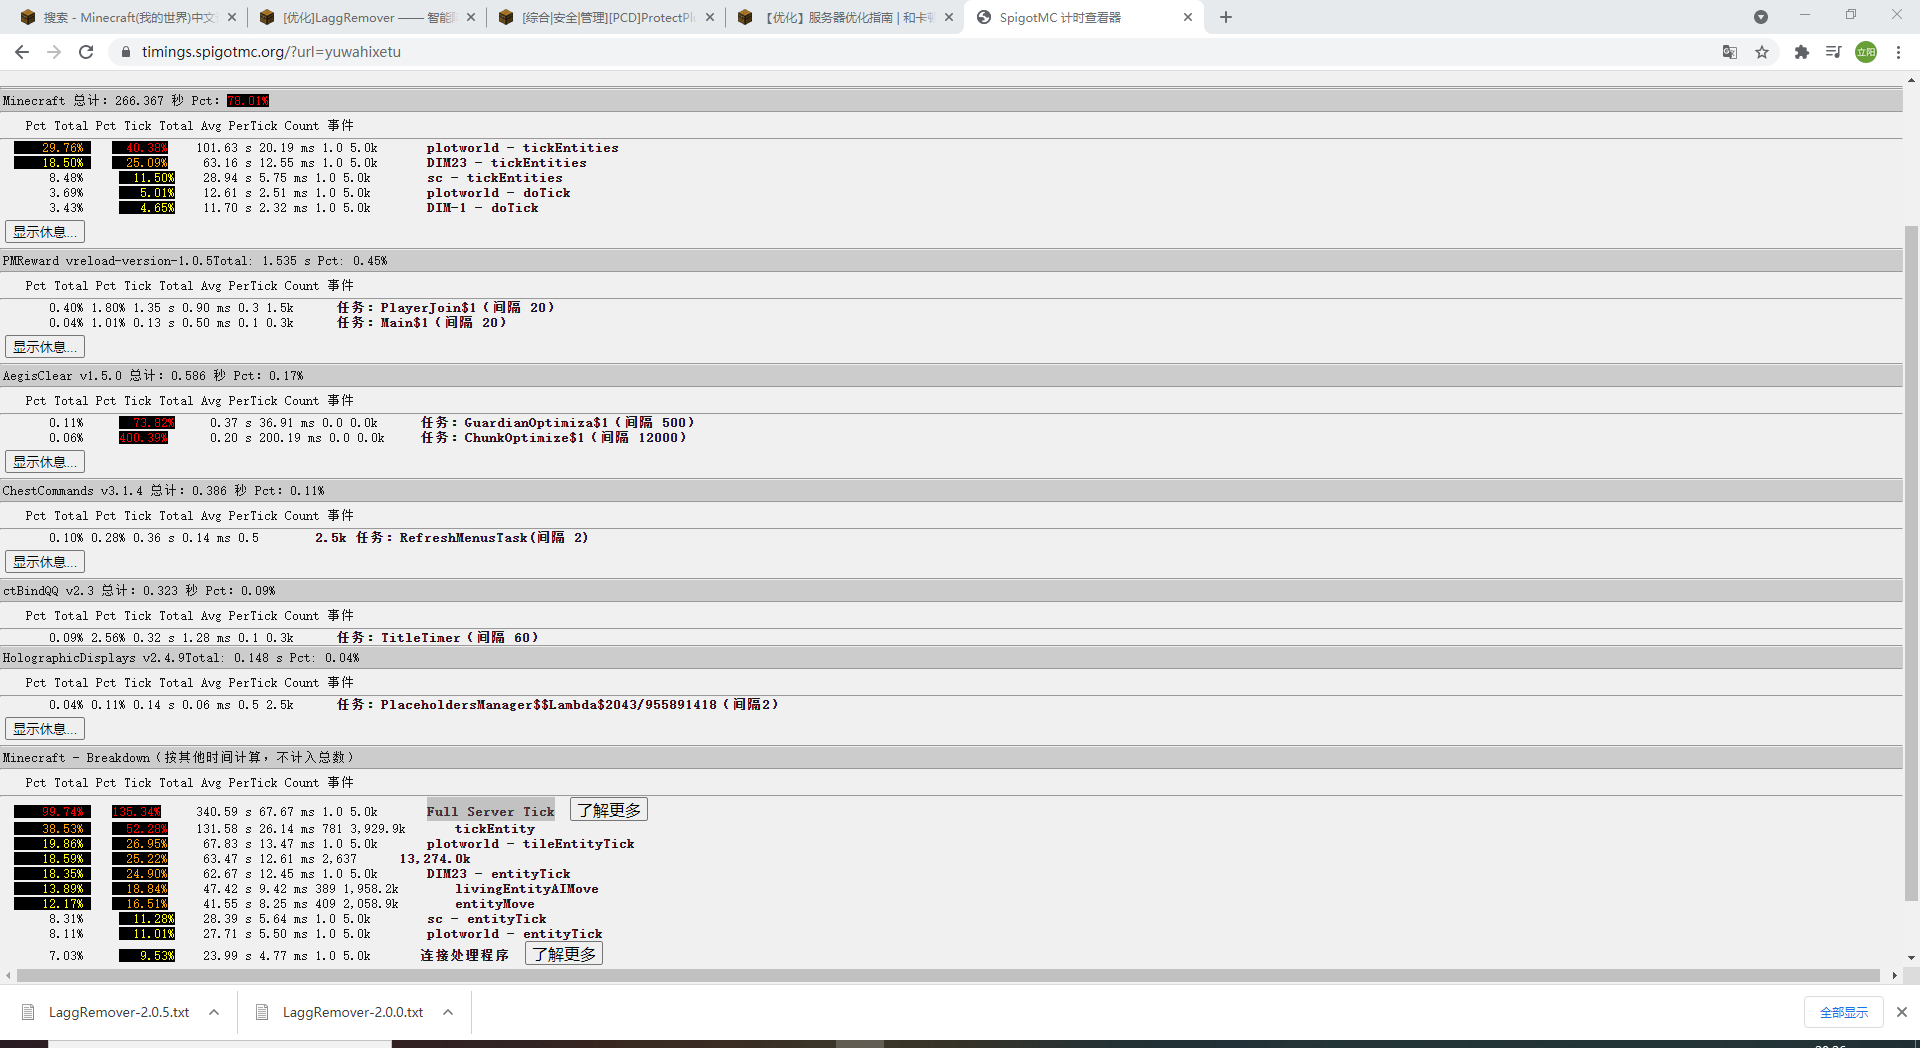 搜索 - Minecraft(我的世界)中文
[优化]LaggRemover —— 智能
[综合|安全|管理][PCD]ProtectPl
【优化】服务器优化指南 | 和卡
SpigotMC 计时查看器
timings.spigotmc.org/?url=yuwahixetu
立阳
Minecraft 总计: 266.367 秒 Pct: 78.01%
Pct Total Pct Tick Total Avg PerTick Count 事件
29.76% 40.38% 101.63 s 20.19 ms 1.0 5.0k plotworld - tickEntities
18.50% 25.09% 63.16 s 12.55 ms 1.0 5.0k DIM23 - tickEntities
8.48% 11.50% 28.94 s 5.75 ms 1.0 5.0k sc - tickEntities
3.69% 5.01% 12.61 s 2.51 ms 1.0 5.0k plotworld - doTick
3.43% 4.65% 11.70 s 2.32 ms 1.0 5.0k DIM-1 - doTick
显示休息...
PMReward vreload-version-1.0.5Total: 1.535 s Pct: 0.45%
Pct Total Pct Tick Total Avg PerTick Count 事件
0.40% 1.80% 1.35 s 0.90 ms 0.3 1.5k 任务: PlayerJoin$1（间隔 20）
0.04% 1.01% 0.13 s 0.50 ms 0.1 0.3k 任务: Main$1（间隔 20）
显示休息...
AegisClear v1.5.0 总计: 0.586 秒 Pct: 0.17%
Pct Total Pct Tick Total Avg PerTick Count 事件
0.11% 73.82% 0.37 s 36.91 ms 0.0 0.0k 任务: GuardianOptimiza$1（间隔 500）
0.06% 400.39% 0.20 s 200.19 ms 0.0 0.0k 任务: ChunkOptimize$1（间隔 12000）
显示休息...
ChestCommands v3.1.4 总计: 0.386 秒 Pct: 0.11%
Pct Total Pct Tick Total Avg PerTick Count 事件
0.10% 0.28% 0.36 s 0.14 ms 0.5 2.5k 任务: RefreshMenusTask(间隔 2)
显示休息...
ctBindQQ v2.3 总计: 0.323 秒 Pct: 0.09%
Pct Total Pct Tick Total Avg PerTick Count 事件
0.09% 2.56% 0.32 s 1.28 ms 0.1 0.3k 任务: TitleTimer（间隔 60）
HolographicDisplays v2.4.9Total: 0.148 s Pct: 0.04%
Pct Total Pct Tick Total Avg PerTick Count 事件
0.04% 0.11% 0.14 s 0.06 ms 0.5 2.5k 任务: PlaceholdersManager$$Lambda$2043/955891418（间隔2）
显示休息...
Minecraft - Breakdown（按其他时间计算，不计入总数）
Pct Total Pct Tick Total Avg PerTick Count 事件
99.74% 135.34% 340.59 s 67.67 ms 1.0 5.0k Full Server Tick 了解更多
38.53% 52.28% 131.58 s 26.14 ms 781 3,929.9k tickEntity
19.86% 26.95% 67.83 s 13.47 ms 1.0 5.0k plotworld - tileEntityTick
18.59% 25.22% 63.47 s 12.61 ms 2,637 13,274.0k
18.35% 24.90% 62.67 s 12.45 ms 1.0 5.0k DIM23 - entityTick
13.89% 18.84% 47.42 s 9.42 ms 389 1,958.2k livingEntityAIMove
12.17% 16.51% 41.55 s 8.25 ms 409 2,058.9k entityMove
8.31% 11.28% 28.39 s 5.64 ms 1.0 5.0k sc - entityTick
8.11% 11.01% 27.71 s 5.50 ms 1.0 5.0k plotworld - entityTick
7.03% 9.53% 23.99 s 4.77 ms 1.0 5.0k 连接处理程序 了解更多
LaggRemover-2.0.5.txt
LaggRemover-2.0.0.txt
全部显示